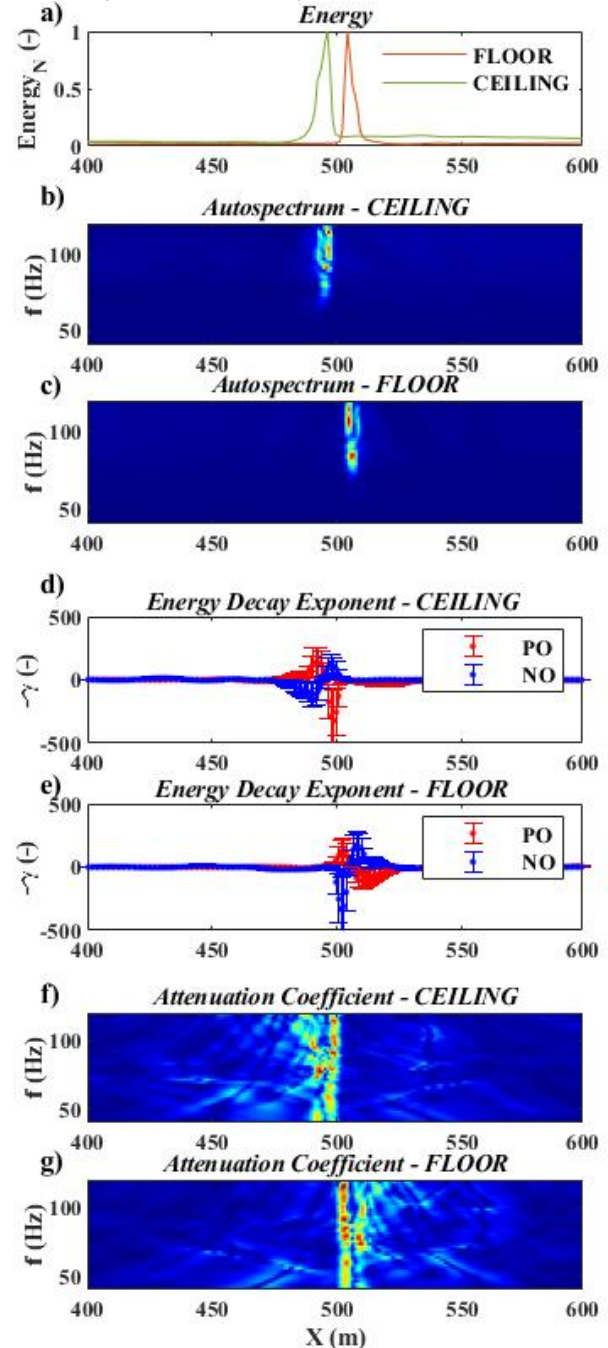 a) Energy
Energy_N (-)
1
0.5
0
FLOOR
CEILING
400 450 500 550 600
b) Autospectrum - CEILING
f (Hz)
100
50
400 450 500 550 600
c) Autospectrum - FLOOR
f (Hz)
100
50
400 450 500 550 600
d) Energy Decay Exponent - CEILING
-γ (-)
500
0
-500
PO
NO
400 450 500 550 600
e) Energy Decay Exponent - FLOOR
-γ (-)
500
0
-500
PO
NO
400 450 500 550 600
f) Attenuation Coefficient - CEILING
f (Hz)
100
50
400 450 500 550 600
g) Attenuation Coefficient - FLOOR
f (Hz)
100
50
400 450 500 550 600
X (m)